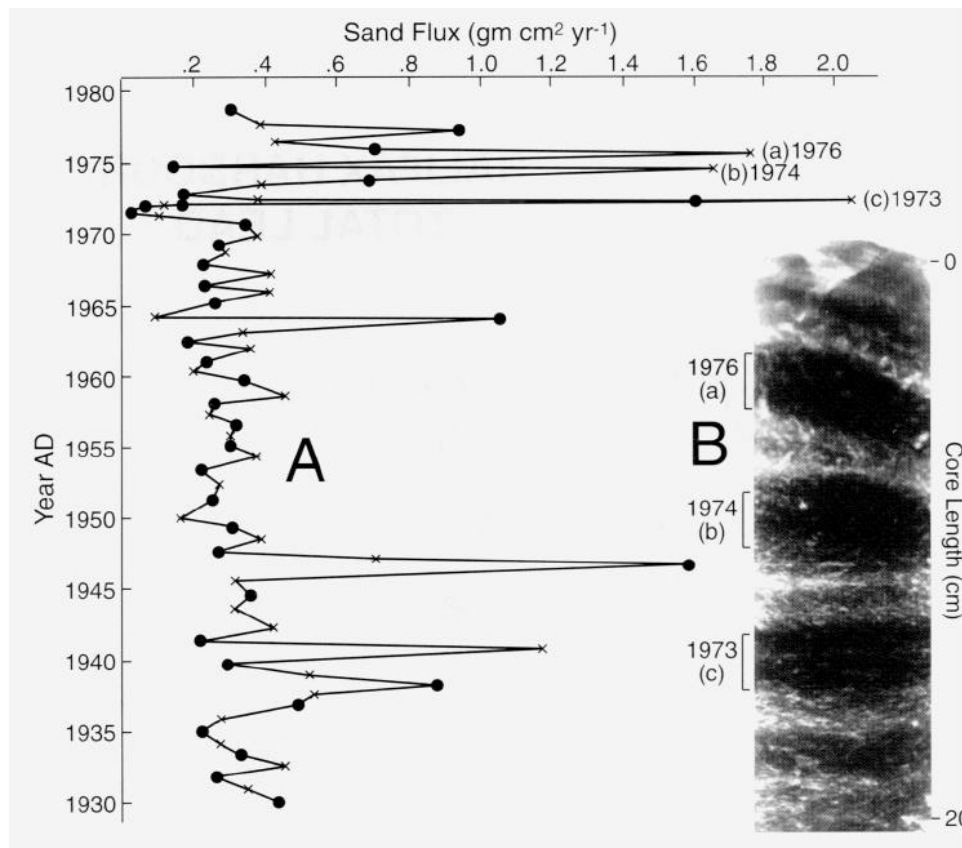 Sand Flux (gm cm² yr⁻¹)
.2 .4 .6 .8 1.0 1.2 1.4 1.6 1.8 2.0
1980
1975
1970
1965
1960
1955
1950
1945
1940
1935
1930
Year AD
(a)1976
(b)1974
(c)1973
A
B
1976
(a)
1974
(b)
1973
(c)
0
20
Core Length (cm)